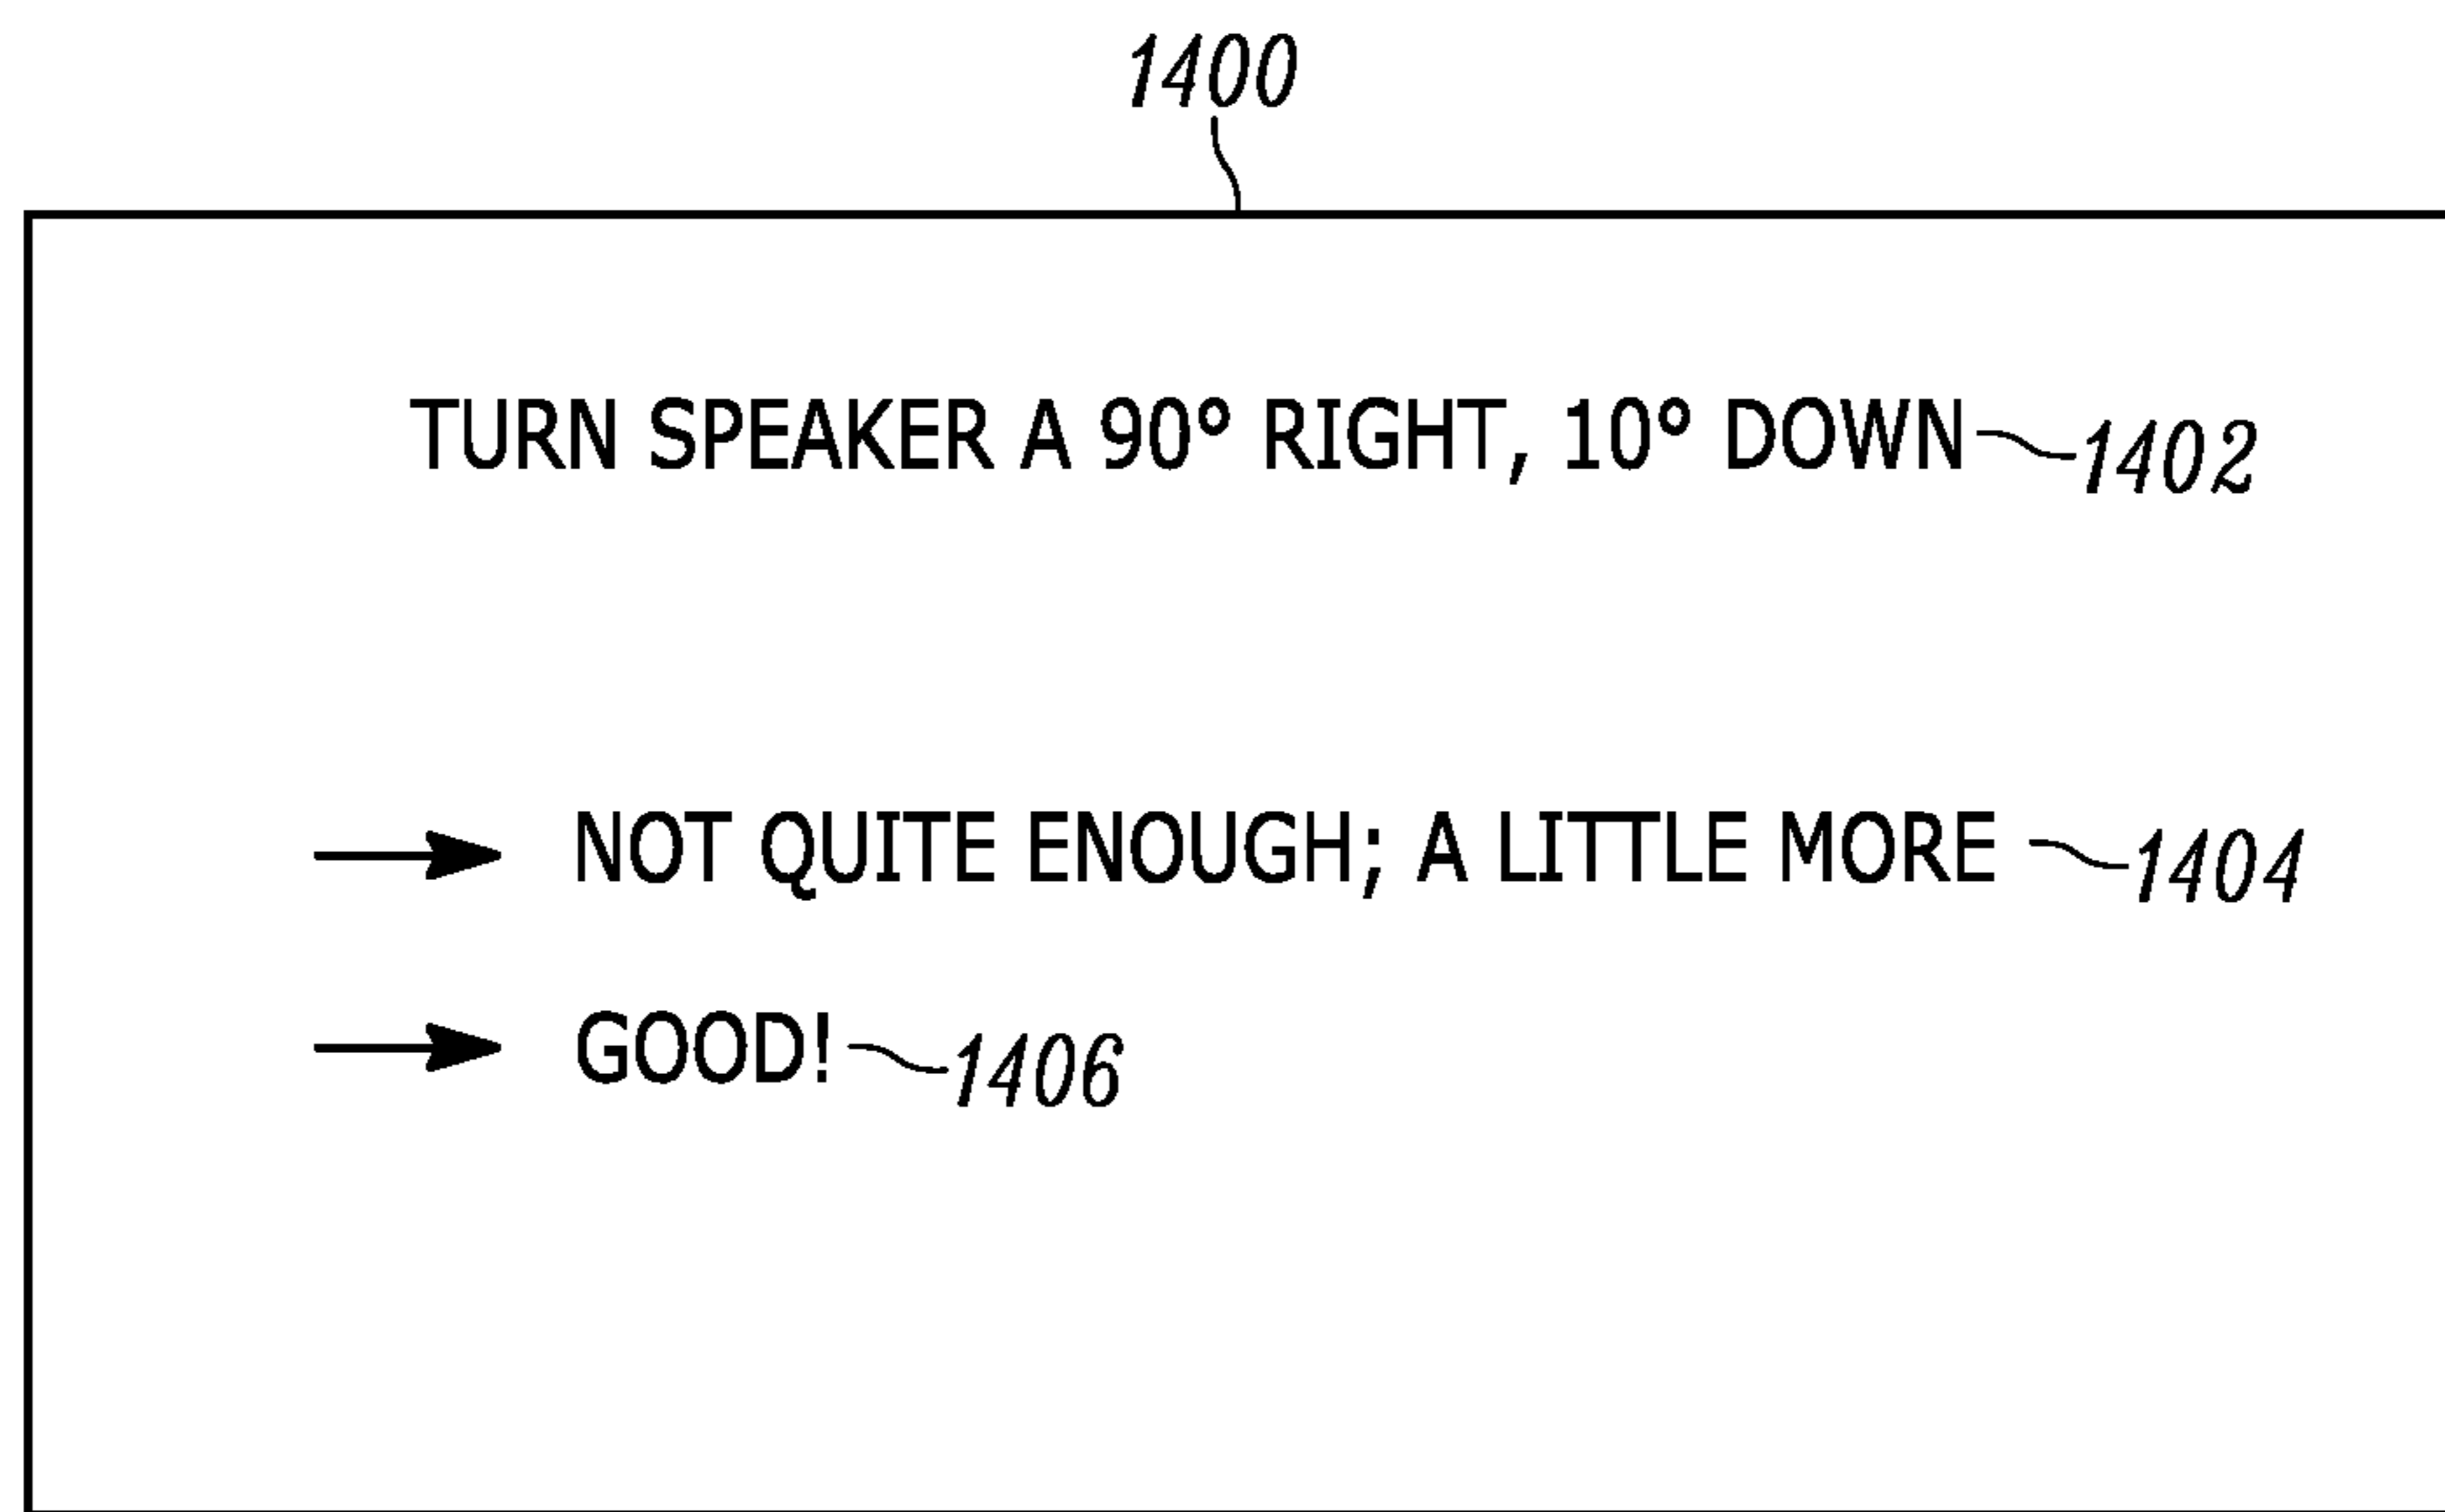 1400
TURN SPEAKER A 90° RIGHT, 10° DOWN 1402
NOT QUITE ENOUGH; A LITTLE MORE 1404
GOOD! 1406